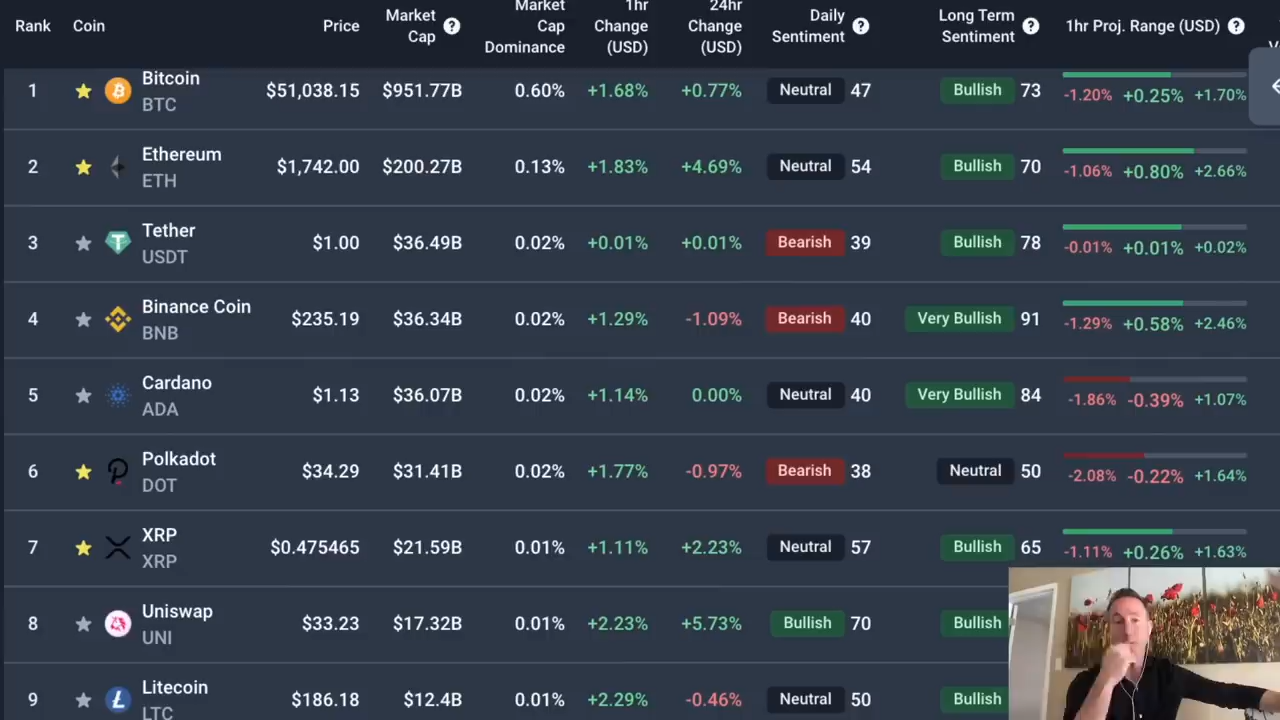 Rank Coin Price Market Cap ? Market Cap Dominance 1hr Change (USD) 24hr Change (USD) Daily Sentiment ? Long Term Sentiment ? 1hr Proj. Range (USD) ?
1 Bitcoin BTC $51,038.15 $951.77B 0.60% +1.68% +0.77% Neutral 47 Bullish 73 -1.20% +0.25% +1.70%
2 Ethereum ETH $1,742.00 $200.27B 0.13% +1.83% +4.69% Neutral 54 Bullish 70 -1.06% +0.80% +2.66%
3 Tether USDT $1.00 $36.49B 0.02% +0.01% +0.01% Bearish 39 Bullish 78 -0.01% +0.01% +0.02%
4 Binance Coin BNB $235.19 $36.34B 0.02% +1.29% -1.09% Bearish 40 Very Bullish 91 -1.29% +0.58% +2.46%
5 Cardano ADA $1.13 $36.07B 0.02% +1.14% 0.00% Neutral 40 Very Bullish 84 -1.86% -0.39% +1.07%
6 Polkadot DOT $34.29 $31.41B 0.02% +1.77% -0.97% Bearish 38 Neutral 50 -2.08% -0.22% +1.64%
7 XRP XRP $0.475465 $21.59B 0.01% +1.11% +2.23% Neutral 57 Bullish 65 -1.11% +0.26% +1.63%
8 Uniswap UNI $33.23 $17.32B 0.01% +2.23% +5.73% Bullish 70 Bullish
9 Litecoin LTC $186.18 $12.4B 0.01% +2.29% -0.46% Neutral 50 Bullish